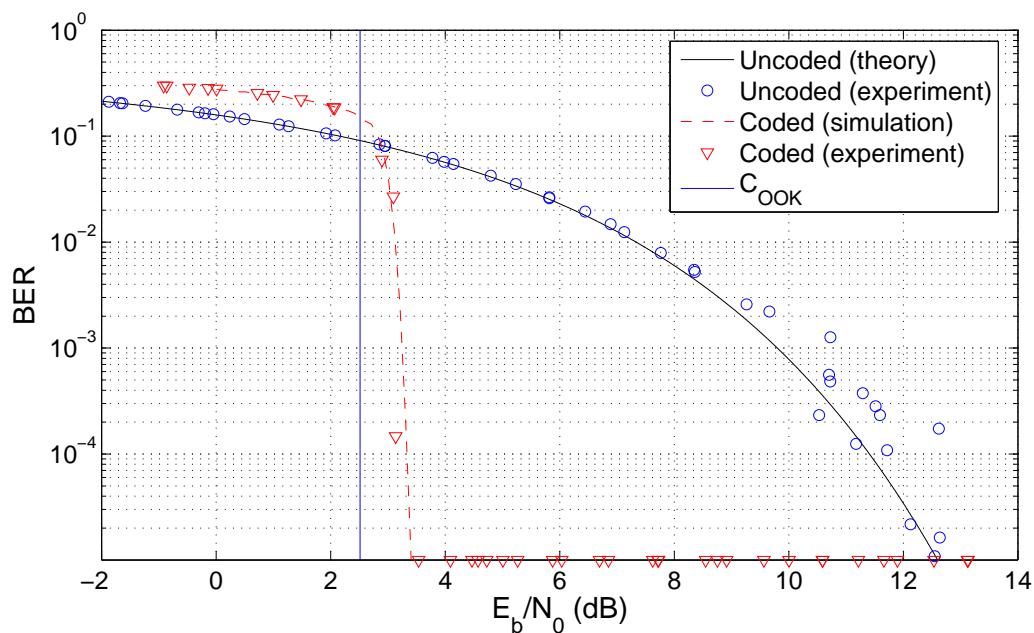 10^0
10^-1
10^-2
10^-3
10^-4
BER
Uncoded (theory)
Uncoded (experiment)
Coded (simulation)
Coded (experiment)
C_OOK
−2 0 2 4 6 8 10 12 14
E_b/N_0 (dB)